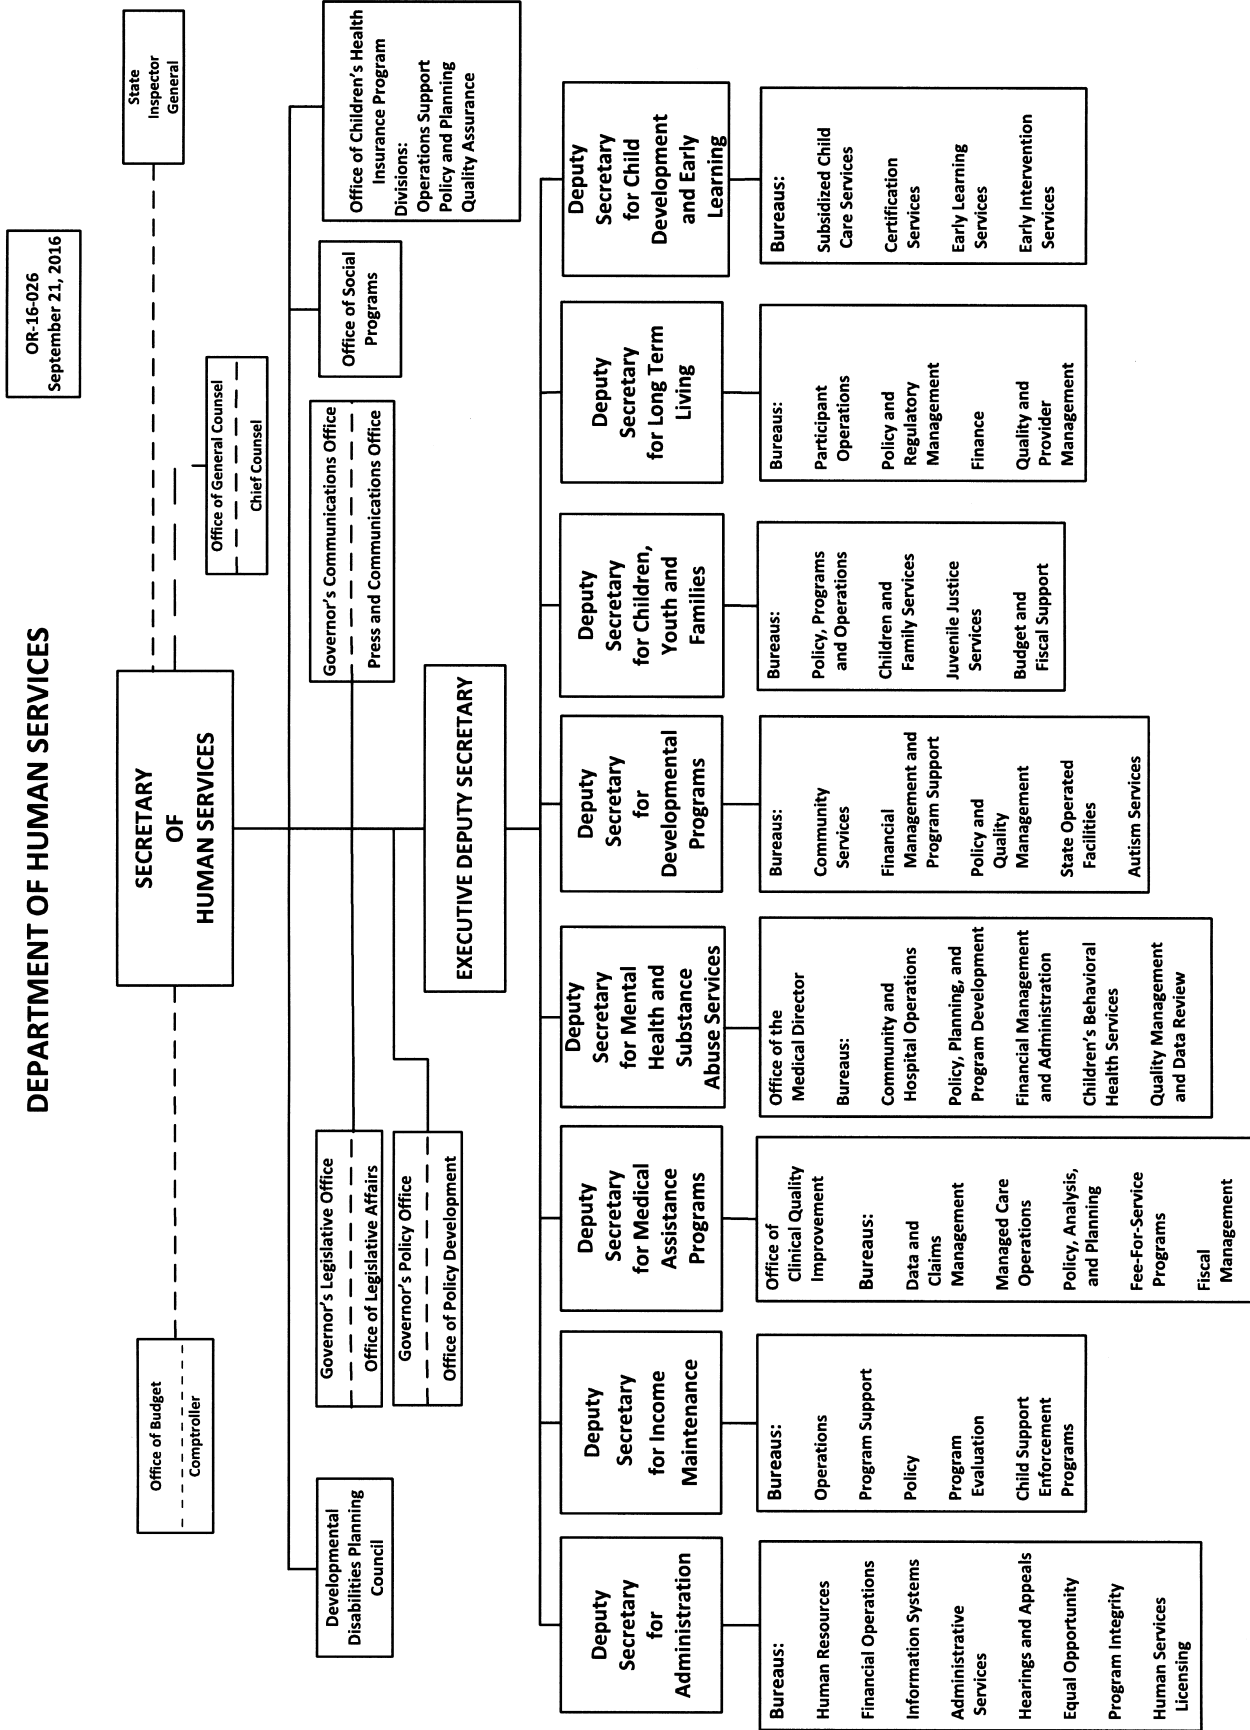 DEPARTMENT OF HUMAN SERVICES
OR-16-026
September 21, 2016
Office of Budget
Comptroller
SECRETARY
OF
HUMAN SERVICES
State
Inspector
General
Office of General Counsel
Chief Counsel
Developmental
Disabilities Planning
Council
Governor's Legislative Office
Office of Legislative Affairs
Governor's Policy Office
Office of Policy Development
Governor's Communications Office
Press and Communications Office
Office of Social
Programs
Office of Children's Health
Insurance Program
Divisions:
Operations Support
Policy and Planning
Quality Assurance
EXECUTIVE DEPUTY SECRETARY
Deputy
Secretary
for
Administration
Bureaus:
Human Resources
Financial Operations
Information Systems
Administrative
Services
Hearings and Appeals
Equal Opportunity
Program Integrity
Human Services
Licensing
Deputy
Secretary
for Income
Maintenance
Bureaus:
Operations
Program Support
Policy
Program
Evaluation
Child Support
Enforcement
Programs
Deputy
Secretary
for Medical
Assistance
Programs
Office of
Clinical Quality
Improvement
Bureaus:
Data and
Claims
Management
Managed Care
Operations
Policy, Analysis,
and Planning
Fee-For-Service
Programs
Fiscal
Management
Deputy
Secretary
for Mental
Health and
Substance
Abuse Services
Office of the
Medical Director
Bureau:
Community and
Hospital Operations
Policy, Planning, and
Program Development
Financial Management
and Administration
Children's Behavioral
Health Services
Quality Management
and Data Review
Deputy
Secretary
for
Developmental
Programs
Bureaus:
Community
Services
Financial
Management and
Program Support
Policy and
Quality
Management
State Operated
Facilities
Autism Services
Deputy
Secretary
for Children,
Youth and
Families
Bureaus:
Policy, Programs
and Operations
Children and
Family Services
Juvenile Justice
Services
Budget and
Fiscal Support
Deputy
Secretary
for Long Term
Living
Bureaus:
Participant
Operations
Policy and
Regulatory
Management
Finance
Quality and
Provider
Management
Deputy
Secretary
for Child
Development
and Early
Learning
Bureaus:
Subsidized Child
Care Services
Certification
Services
Early Learning
Services
Early Intervention
Services